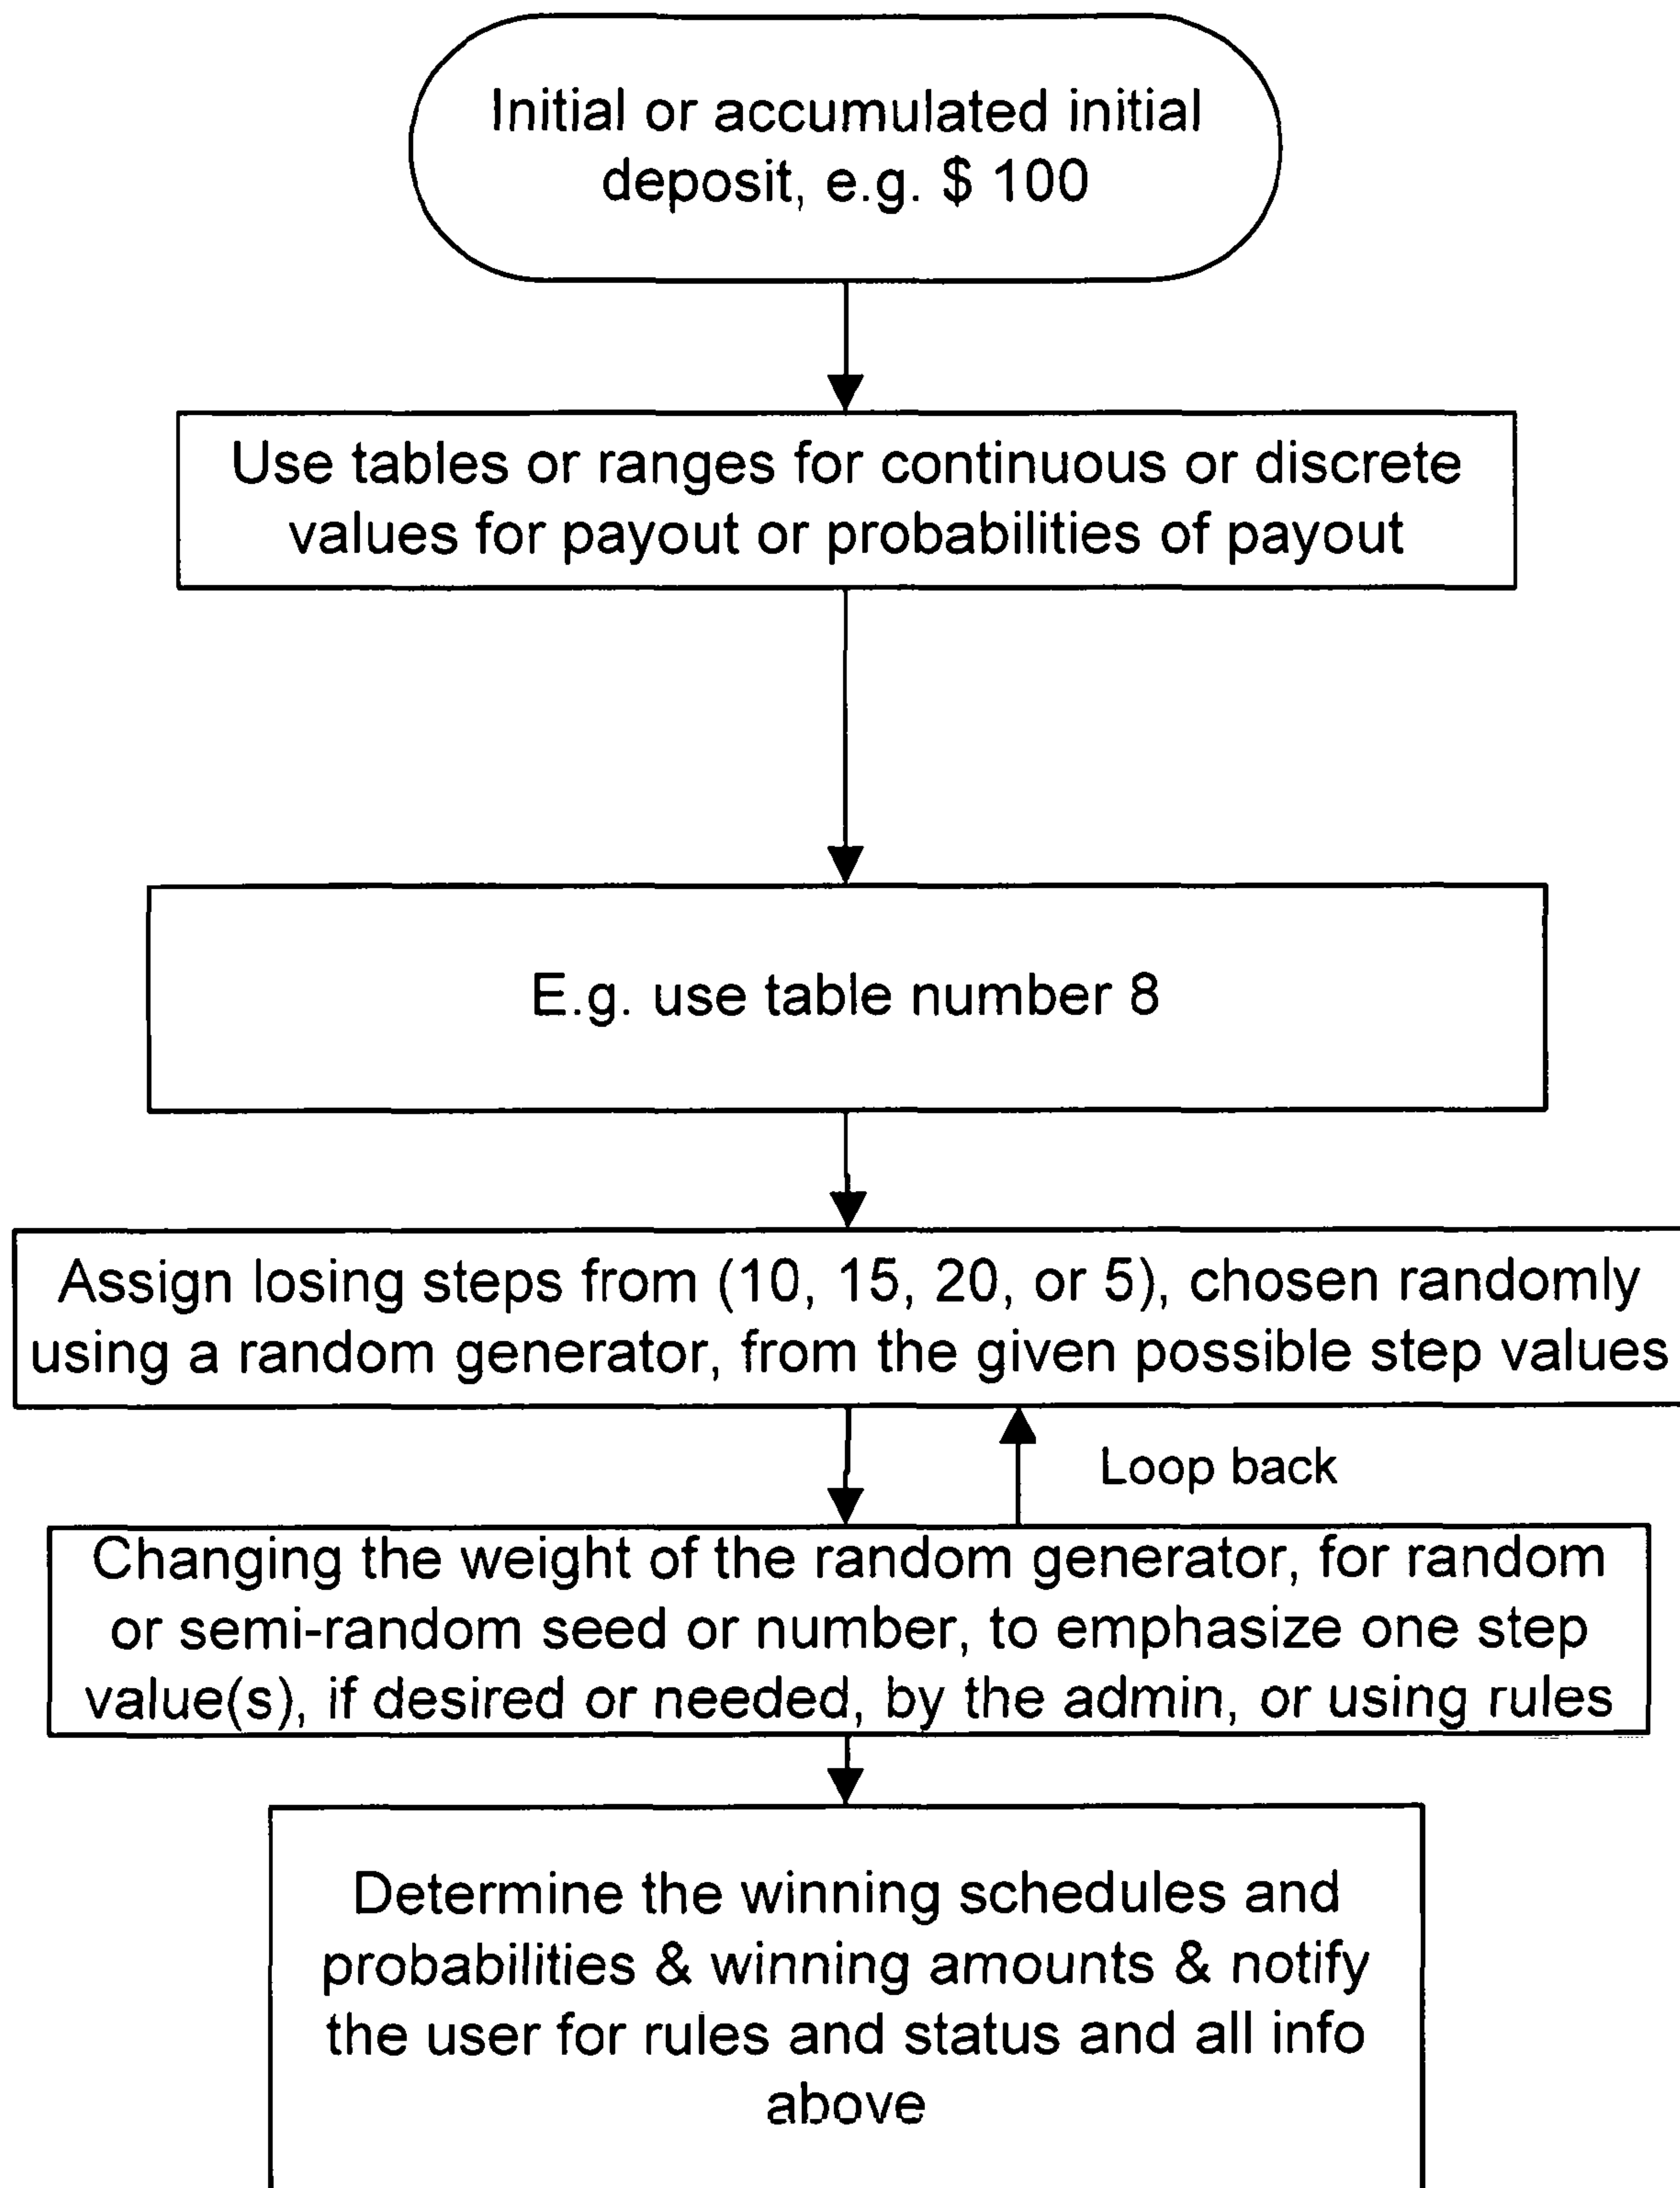 Initial or accumulated initial
deposit, e.g. $ 100
Use tables or ranges for continuous or discrete
values for payout or probabilities of payout
E.g. use table number 8
Assign losing steps from (10, 15, 20, or 5), chosen randomly
using a random generator, from the given possible step values
Loop back
Changing the weight of the random generator, for random
or semi-random seed or number, to emphasize one step
value(s), if desired or needed, by the admin, or using rules
Determine the winning schedules and
probabilities & winning amounts & notify
the user for rules and status and all info
above